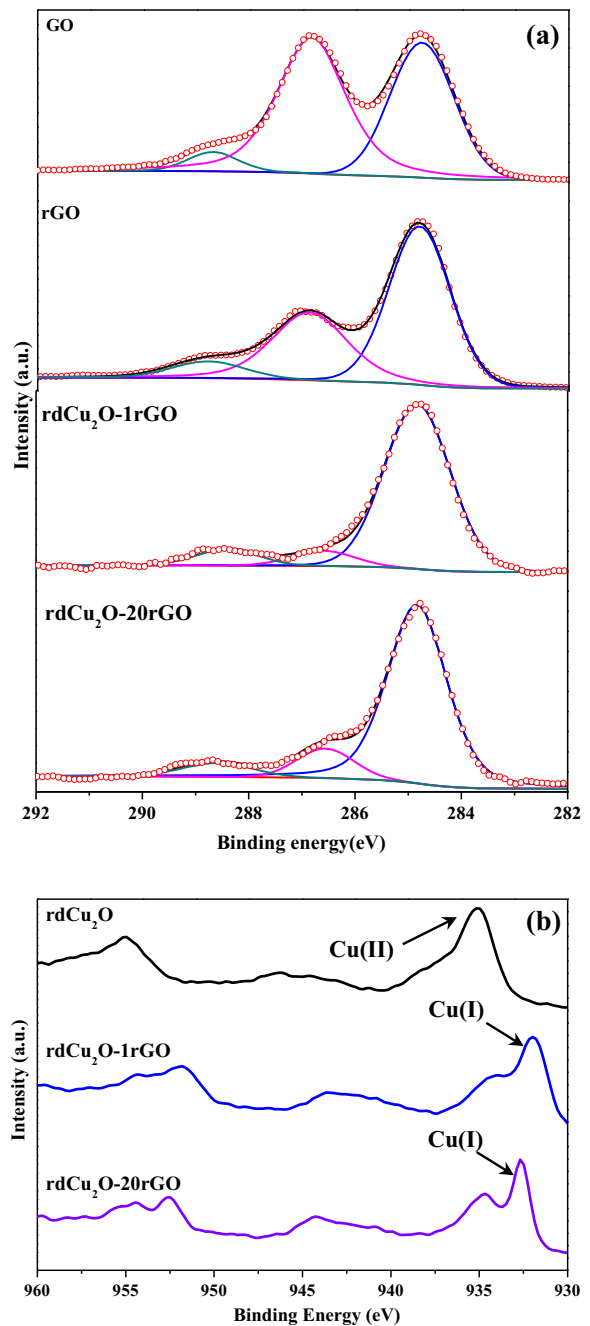 GO
(a)
rGO
rdCu₂O-1rGO
rdCu₂O-20rGO
Intensity (a.u.)
292 290 288 286 284 282
Binding energy(eV)
rdCu₂O
(b)
Cu(II)
Cu(I)
rdCu₂O-1rGO
Cu(I)
rdCu₂O-20rGO
Intensity (a.u.)
960 955 950 945 940 935 930
Binding Energy (eV)